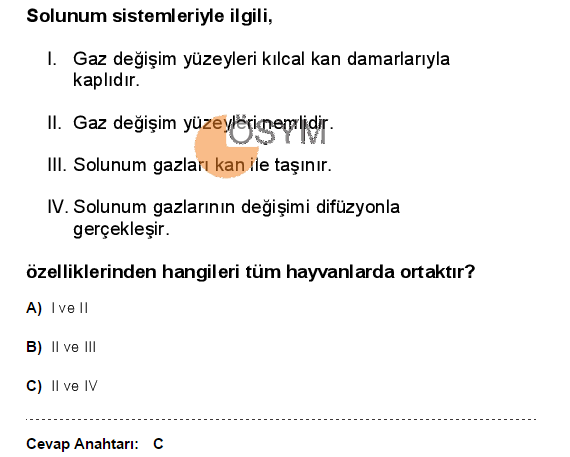 Solunum sistemleriyle ilgili,
I. Gaz değişim yüzeyleri kılcal kan damarlarıyla
kaplıdır.
II. Gaz değişim yüzeyleri nemlidir.
ÖSYM
III. Solunum gazları kan ile taşınır.
IV. Solunum gazlarının değişimi difüzyonla
gerçekleşir.
özelliklerinden hangileri tüm hayvanlarda ortaktır?
A) I ve II
B) II ve III
C) II ve IV
Cevap Anahtarı: C